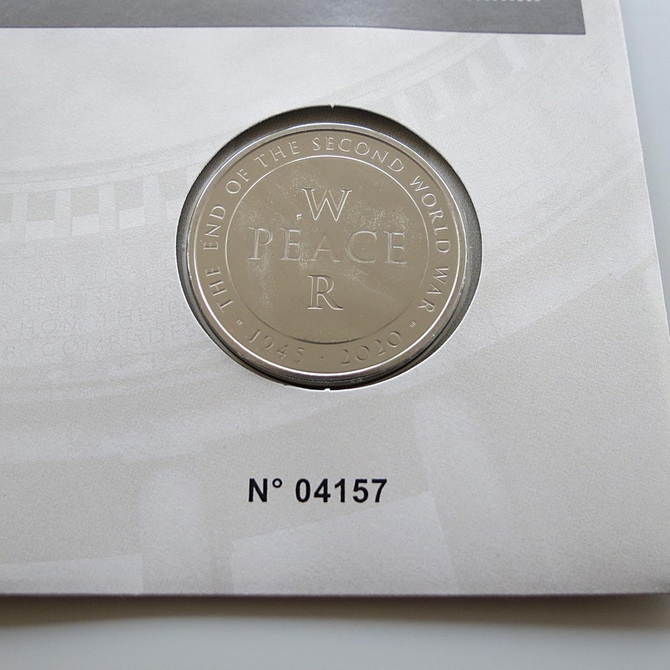 THE END OF THE SECOND WORLD WAR
W
PEACE
R
1945 · 2020
N° 04157